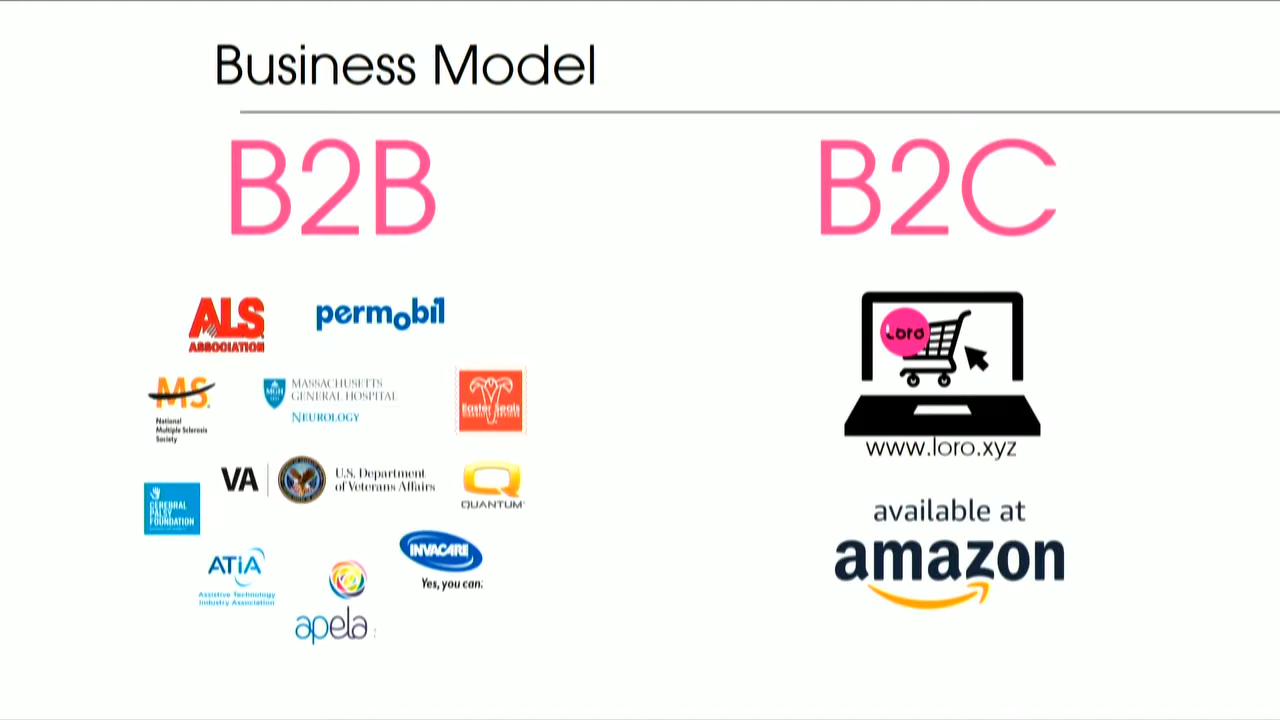 Business Model
B2B
B2C
ALS
ASSOCIATION
permobil
MS
National
Multiple Sclerosis
Society
MGH
MASSACHUSETTS
GENERAL HOSPITAL
NEUROLOGY
Easter Seals
VA
U.S. Department
of Veterans Affairs
QUANTUM
CEREBRAL
PALSY
FOUNDATION
ATiA
Assistive Technology
Industry Association
INVACARE
Yes, you can.
apela
Loro
www.loro.xyz
available at
amazon